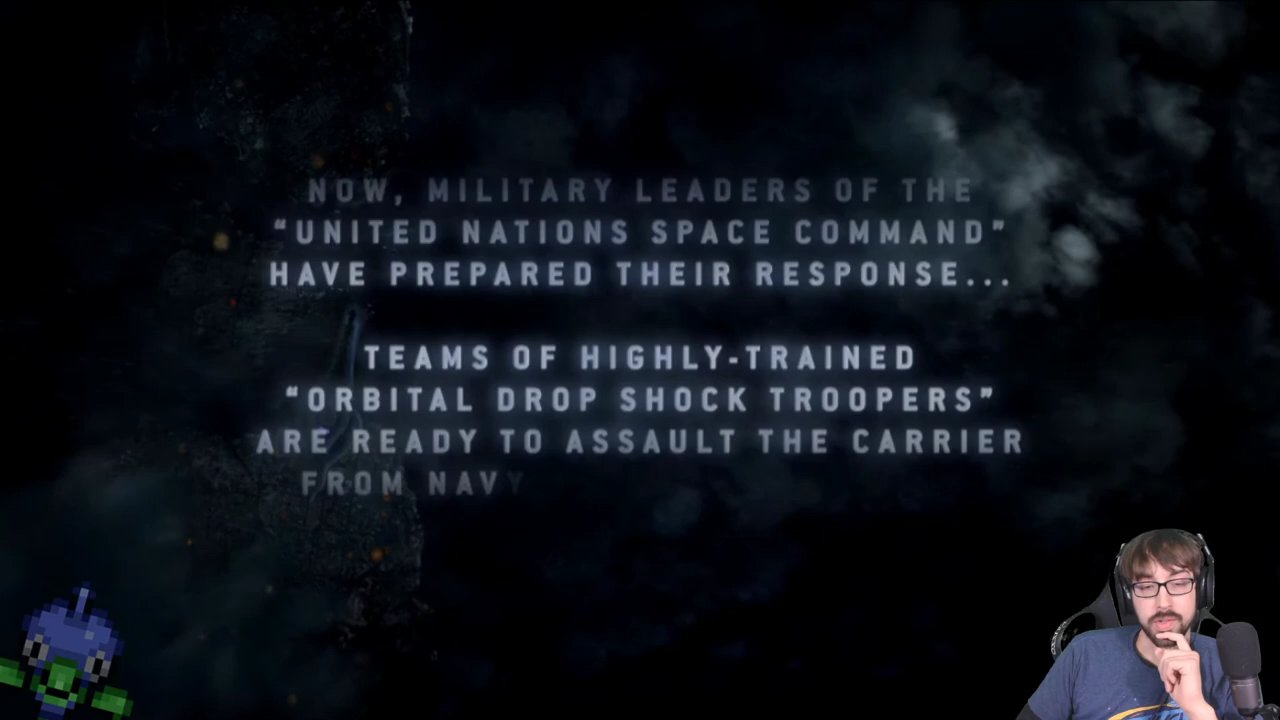 NOW, MILITARY LEADERS OF THE
“UNITED NATIONS SPACE COMMAND”
HAVE PREPARED THEIR RESPONSE...
TEAMS OF HIGHLY-TRAINED
“ORBITAL DROP SHOCK TROOPERS”
ARE READY TO ASSAULT THE CARRIER
FROM NAVY